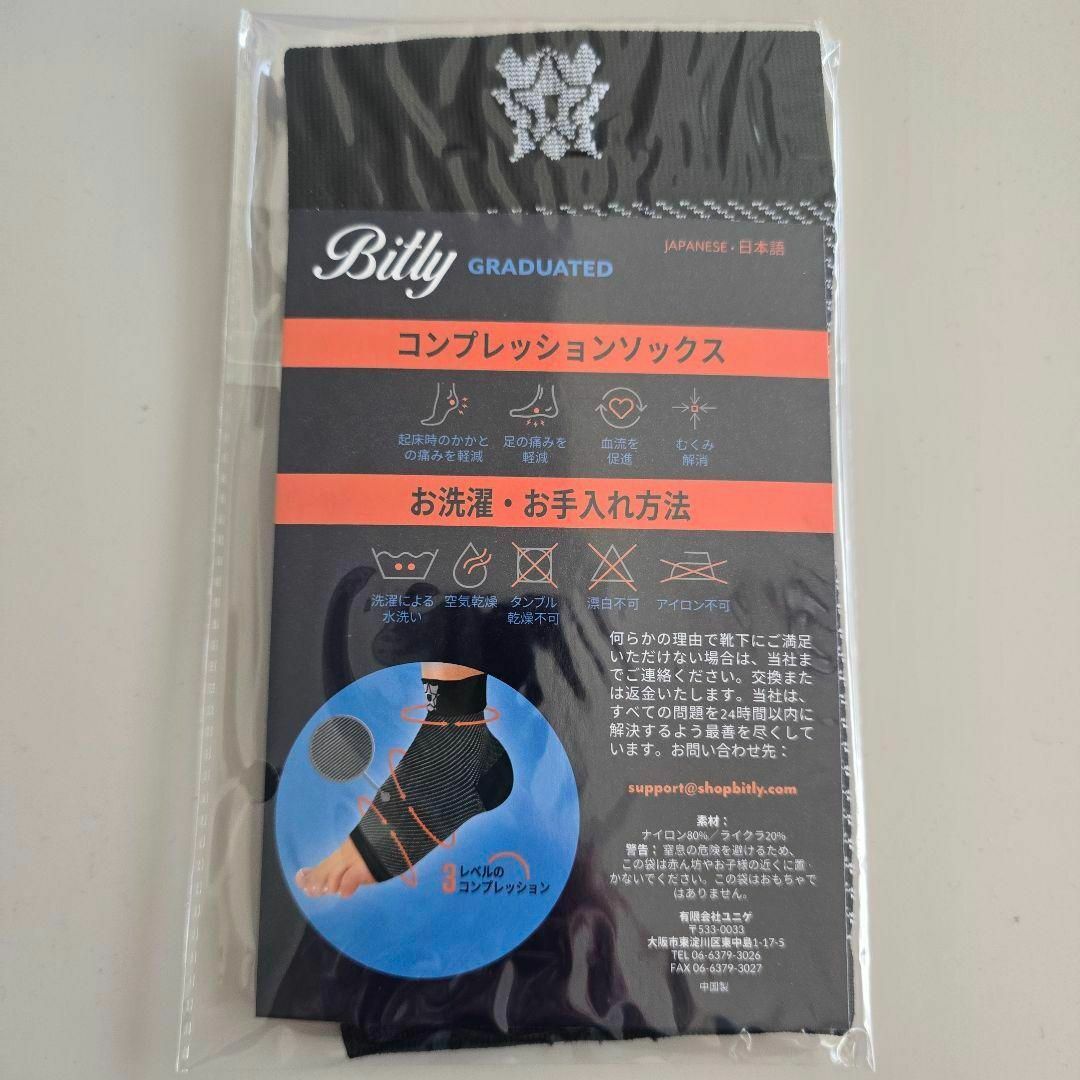 Bitly GRADUATED
JAPANESE・日本語
コンプレッションソックス
起床時のかかと
の痛みを軽減
足の痛みを
軽減
血流を
促進
むくみ
解消
お洗濯・お手入れ方法
洗濯による
水洗い
空気乾燥
タンブル
乾燥不可
漂白不可
アイロン不可
何らかの理由で靴下にご満足
いただけない場合は、当社ま
でご連絡ください。交換また
は返金いたします。当社は、
すべての問題を24時間以内に
解決するよう最善を尽くして
います。お問い合わせ先：
support@shopbitly.com
素材：
ナイロン80%／ライクラ20%
警告：窒息の危険を避けるため、
この袋は赤ん坊やお子様の近くに置
かないでください。この袋はおもちゃで
はありません。
有限会社ユニゲ
〒533-0033
大阪市東淀川区東中島1-17-5
TEL 06-6379-3026
FAX 06-6379-3027
中国製
3 レベルの
コンプレッション